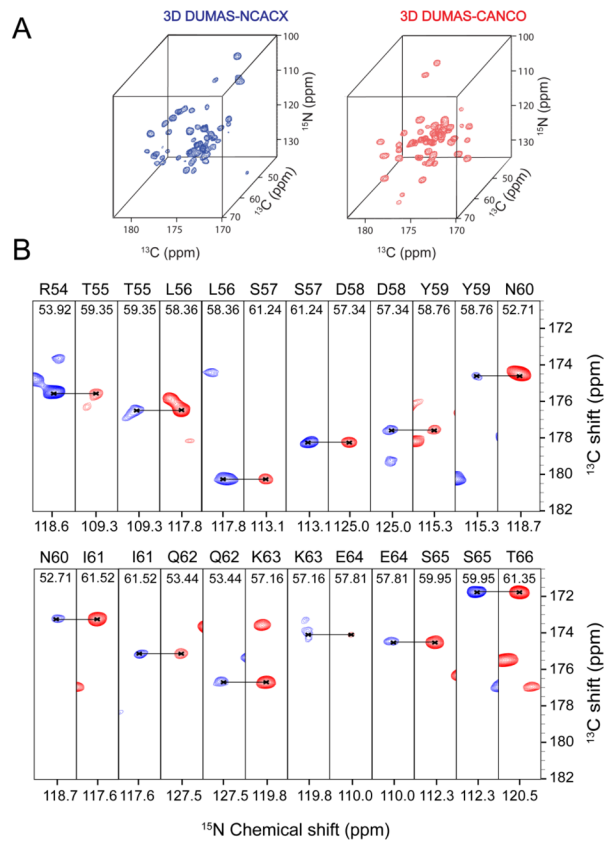 A
3D DUMAS-NCACX
3D DUMAS-CANCO
100
110
120
130
15N (ppm)
50
60
70
13C (ppm)
180
175
170
13C (ppm)
100
110
120
130
15N (ppm)
50
60
70
13C (ppm)
180
175
170
13C (ppm)
B
R54 T55 T55 L56 L56 S57 S57 D58 D58 Y59 Y59 N60
53.92 59.35 59.35 58.36 58.36 61.24 61.24 57.34 57.34 58.76 58.76 52.71
172
174
176
178
180
182
13C shift (ppm)
118.6 109.3 109.3 117.8 117.8 113.1 113.1 125.0 125.0 115.3 115.3 118.7
N60 I61 I61 Q62 Q62 K63 K63 E64 E64 S65 S65 T66
52.71 61.52 61.52 53.44 53.44 57.16 57.16 57.81 57.81 59.95 59.95 61.35
172
174
176
178
180
182
13C shift (ppm)
118.7 117.6 117.6 127.5 127.5 119.8 119.8 110.0 110.0 112.3 112.3 120.5
15N Chemical shift (ppm)